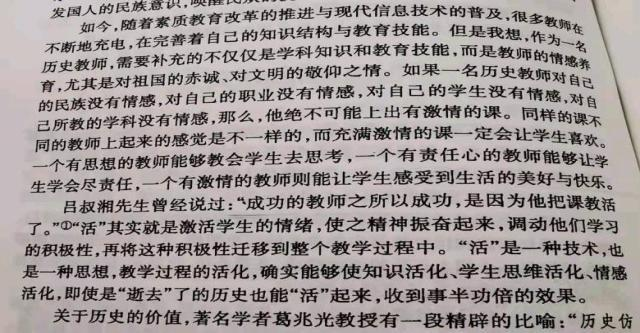 发国人的民族意识，唤醒民族的
如今，随着素质教育改革的推进与现代信息技术的普及，很多教师在
不断地充电，在完善着自己的知识结构与教育技能。但是我想，作为一名
历史教师，需要补充的不仅仅是学科知识和教育技能，而是教师的情感养
育，尤其是对祖国的赤诚、对文明的敬仰之情。如果一名历史教师对自己
的民族没有情感，对自己的职业没有情感，对自己的学生没有情感，对自
己所教的学科没有情感，那么，他绝不可能上出有激情的课。同样的课不
同的教师上起来的感觉是不一样的，而充满激情的课一定会让学生喜欢。
一个有思想的教师能够教会学生去思考，一个有责任心的教师能够让学
生学会尽责任，一个有激情的教师则能让学生感受到生活的美好与快乐。
吕叔湘先生曾经说过：“成功的教师之所以成功，是因为他把课教活
了。”①“活”其实就是激活学生的情绪，使之精神振奋起来，调动他们学习
的积极性，再将这种积极性迁移到整个教学过程中。“活”是一种技术，也
是一种思想，教学过程的活化，确实能够使知识活化、学生思维活化、情感
活化，即使是“逝去”了的历史也能“活”起来，收到事半功倍的效果。
关于历史的价值，著名学者葛兆光教授有一段精辟的比喻：“历史仿